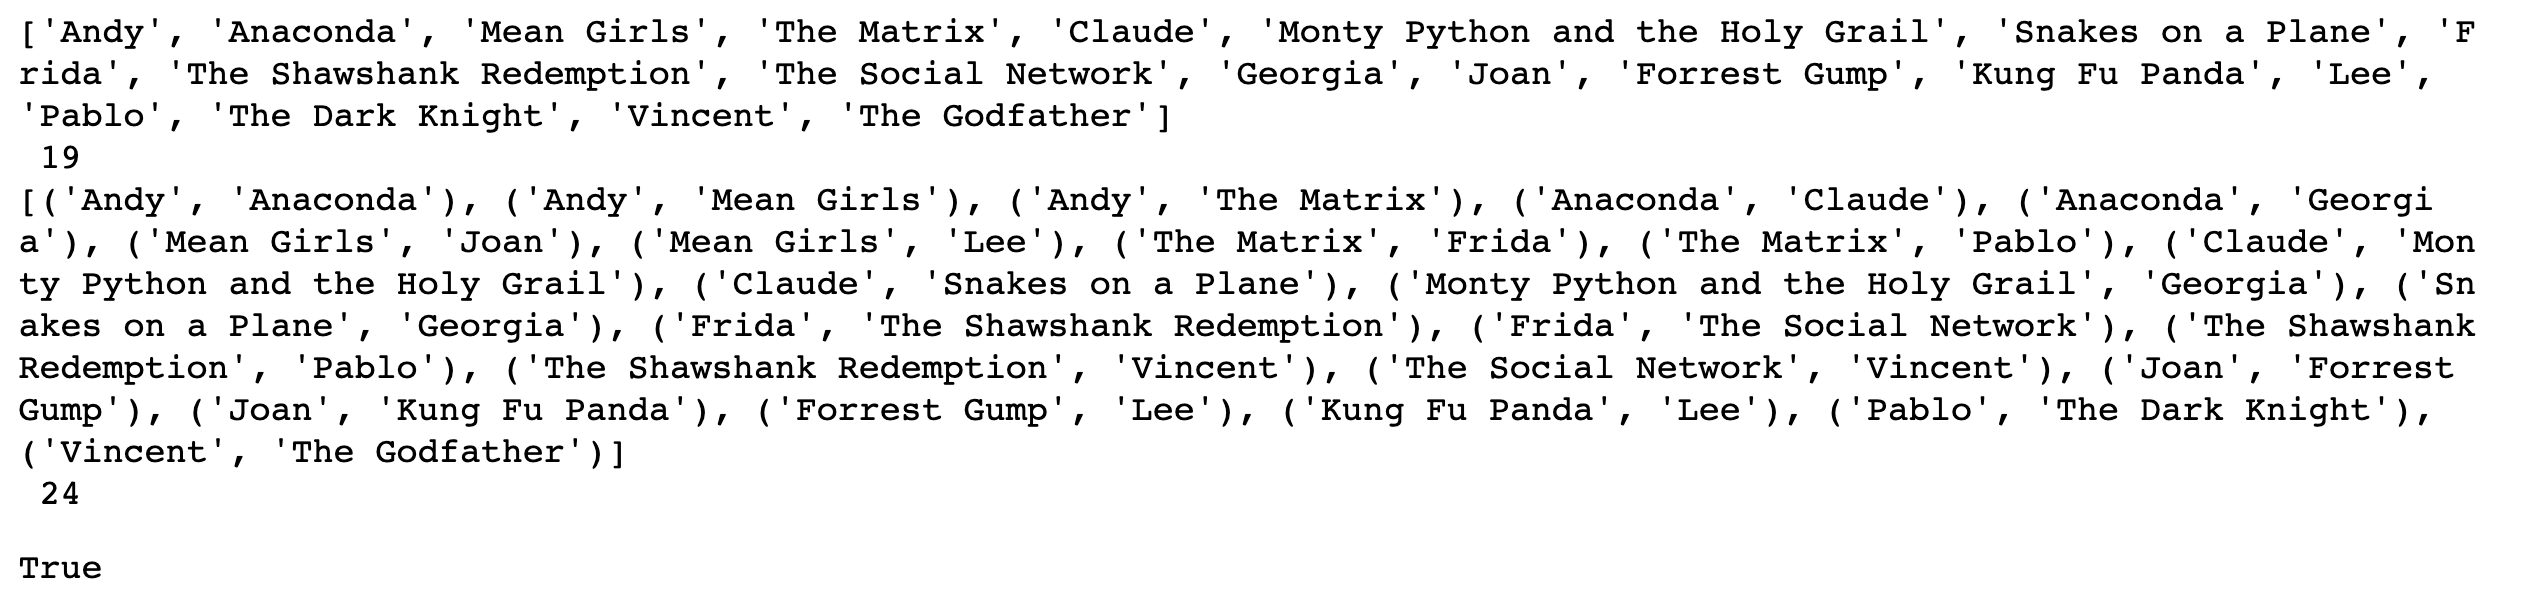 ['Andy', 'Anaconda', 'Mean Girls', 'The Matrix', 'Claude', 'Monty Python and the Holy Grail', 'Snakes on a Plane', 'F
rida', 'The Shawshank Redemption', 'The Social Network', 'Georgia', 'Joan', 'Forrest Gump', 'Kung Fu Panda', 'Lee',
'Pablo', 'The Dark Knight', 'Vincent', 'The Godfather']
19
[('Andy', 'Anaconda'), ('Andy', 'Mean Girls'), ('Andy', 'The Matrix'), ('Anaconda', 'Claude'), ('Anaconda', 'Georgi
a'), ('Mean Girls', 'Joan'), ('Mean Girls', 'Lee'), ('The Matrix', 'Frida'), ('The Matrix', 'Pablo'), ('Claude', 'Mon
ty Python and the Holy Grail'), ('Claude', 'Snakes on a Plane'), ('Monty Python and the Holy Grail', 'Georgia'), ('Sn
akes on a Plane', 'Georgia'), ('Frida', 'The Shawshank Redemption'), ('Frida', 'The Social Network'), ('The Shawshank
Redemption', 'Pablo'), ('The Shawshank Redemption', 'Vincent'), ('The Social Network', 'Vincent'), ('Joan', 'Forrest
Gump'), ('Joan', 'Kung Fu Panda'), ('Forrest Gump', 'Lee'), ('Kung Fu Panda', 'Lee'), ('Pablo', 'The Dark Knight'),
('Vincent', 'The Godfather')]
24
True